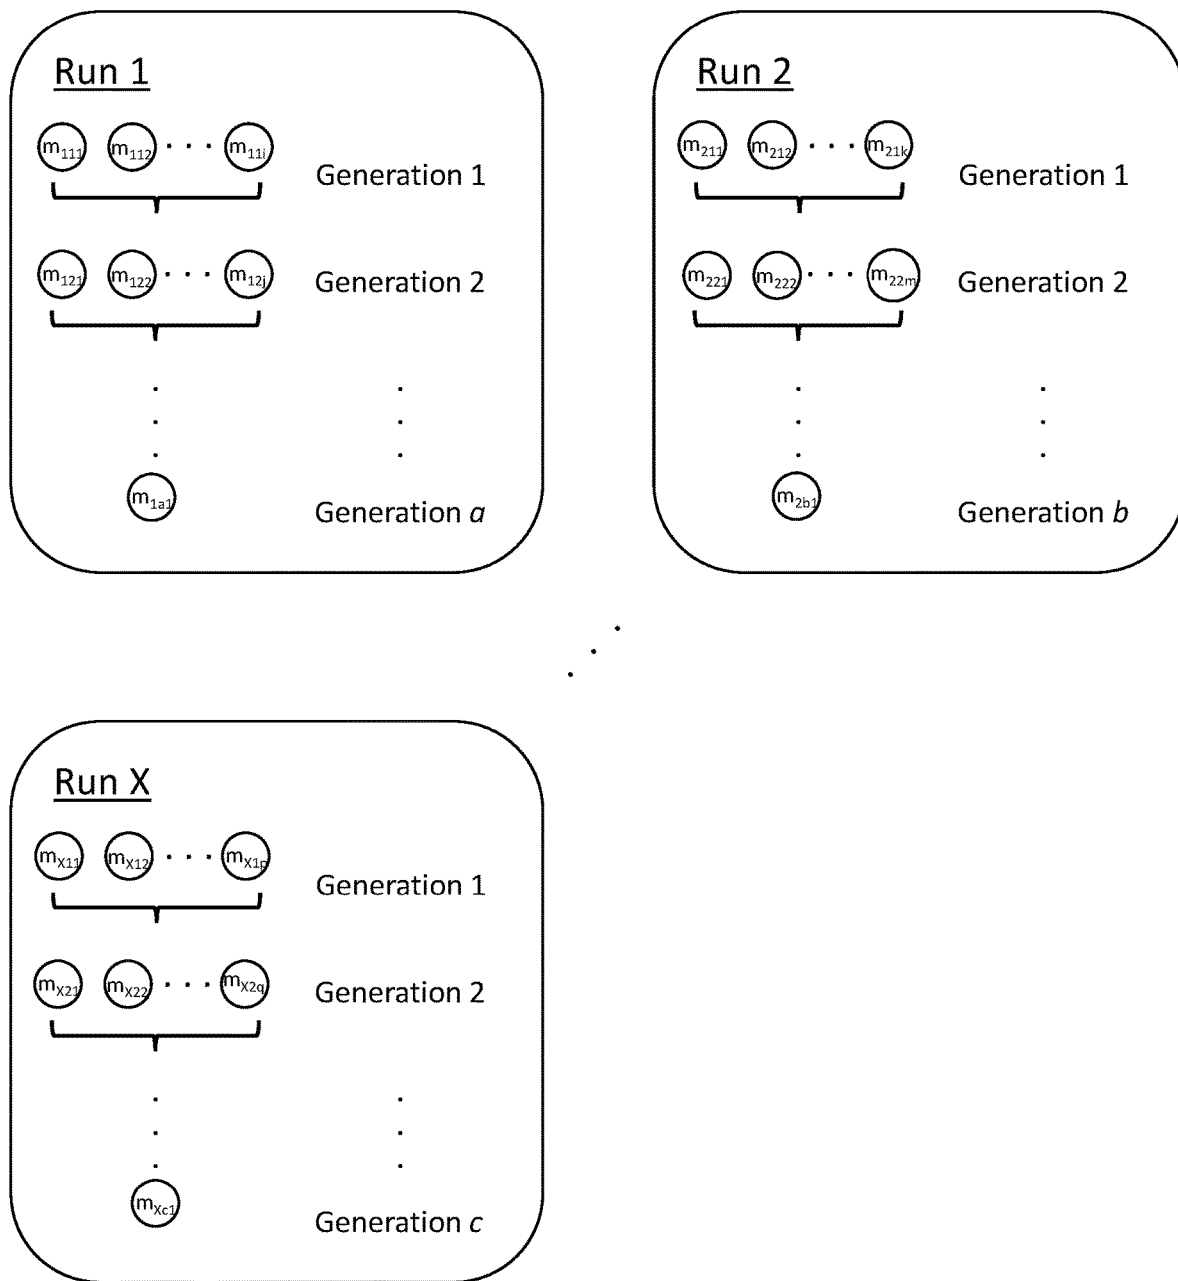 Run 1
m111 m112 · · · m11i
Generation 1
m121 m122 · · · m12j
Generation 2
m1a1
Generation a
Run 2
m211 m212 · · · m21k
Generation 1
m221 m222 · · · m22m
Generation 2
m2b1
Generation b
Run X
mX11 mX12 · · · mX1p
Generation 1
mX21 mX22 · · · mX2q
Generation 2
mXc1
Generation c